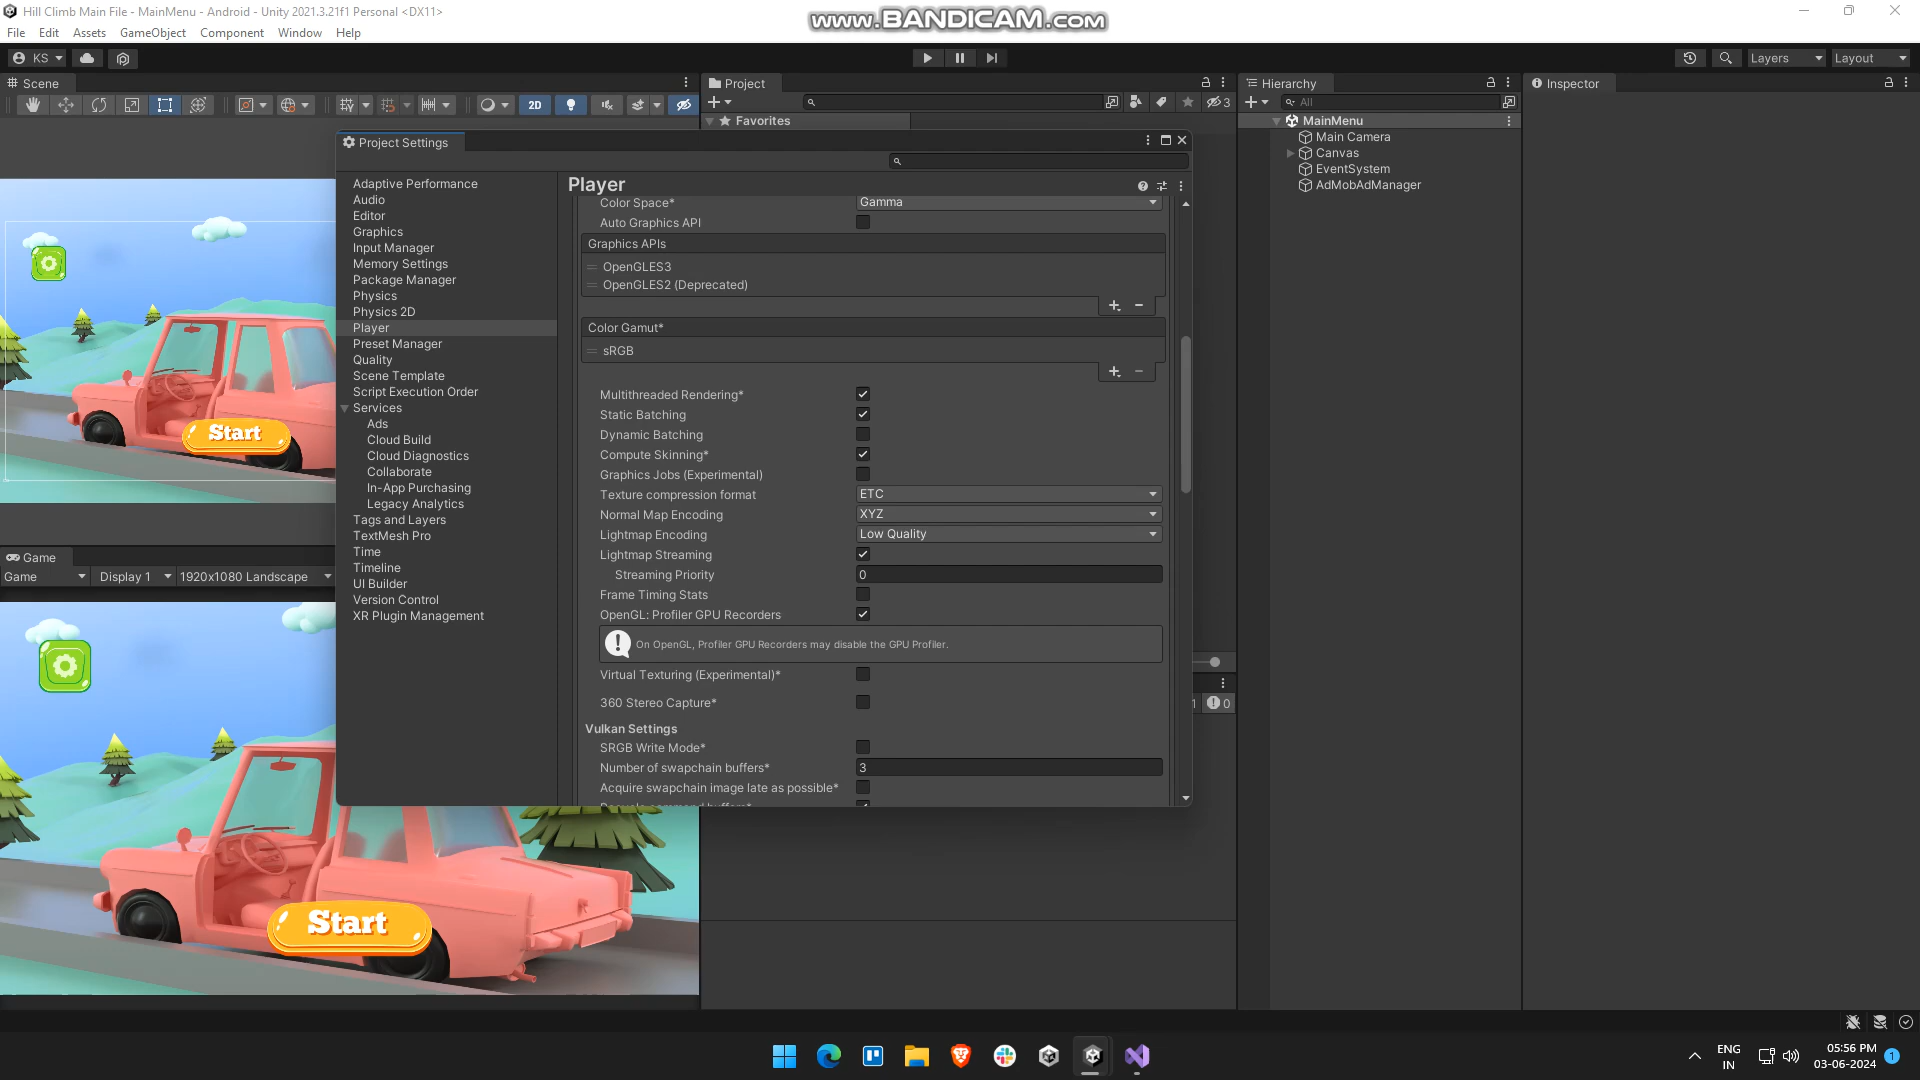 Hill Climb Main File - MainMenu - Android - Unity 2021.3.21f1 Personal <DX11>
www.BANDICAM.com
File Edit Assets GameObject Component Window Help
KS
Layers
Layout
Scene
2D
Project
3
Favorites
Hierarchy
All
MainMenu
Main Camera
Canvas
EventSystem
AdMobAdManager
Inspector
Project Settings
Adaptive Performance
Audio
Editor
Graphics
Input Manager
Memory Settings
Package Manager
Physics
Physics 2D
Player
Preset Manager
Quality
Scene Template
Script Execution Order
Services
Ads
Cloud Build
Cloud Diagnostics
Collaborate
In-App Purchasing
Legacy Analytics
Tags and Layers
TextMesh Pro
Time
Timeline
UI Builder
Version Control
XR Plugin Management
Player
Color Space* Gamma
Auto Graphics API
Graphics APIs
OpenGLES3
OpenGLES2 (Deprecated)
Color Gamut*
sRGB
Multithreaded Rendering*
Static Batching
Dynamic Batching
Compute Skinning*
Graphics Jobs (Experimental)
Texture compression format ETC
Normal Map Encoding XYZ
Lightmap Encoding Low Quality
Lightmap Streaming
Streaming Priority 0
Frame Timing Stats
OpenGL: Profiler GPU Recorders
On OpenGL, Profiler GPU Recorders may disable the GPU Profiler.
Virtual Texturing (Experimental)*
360 Stereo Capture*
Vulkan Settings
SRGB Write Mode*
Number of swapchain buffers* 3
Acquire swapchain image late as possible*
Start
Game
Game Display 1 1920x1080 Landscape
Start
1 0
ENG
IN
05:56 PM
03-06-2024
1